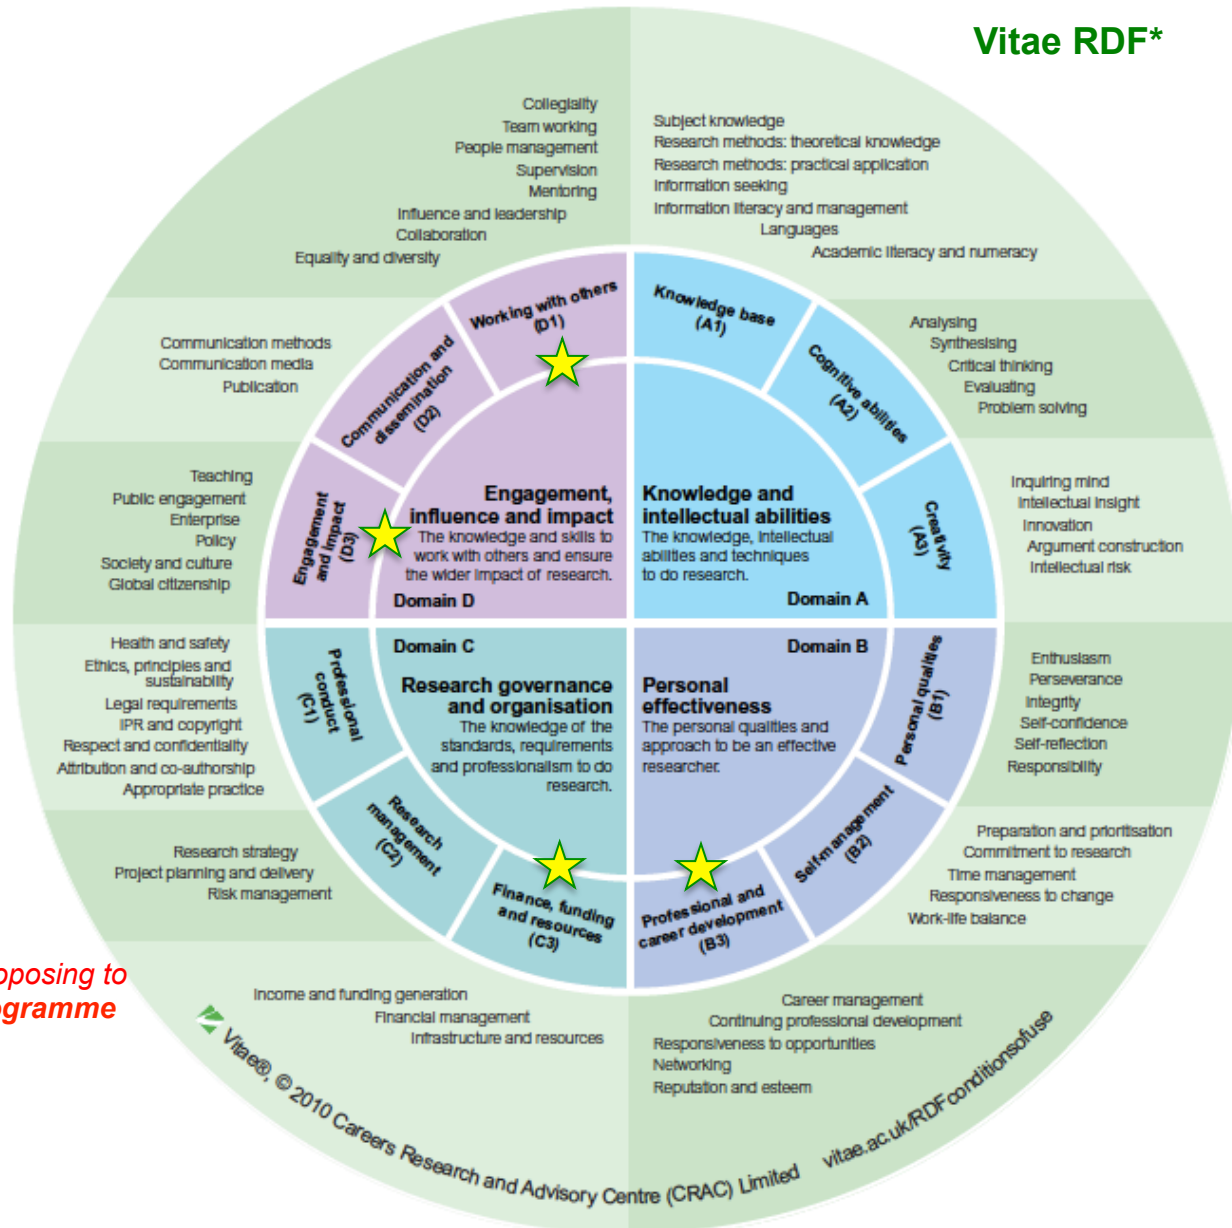 Vitae RDF*
Collegiality
Team working
People management
Supervision
Mentoring
Influence and leadership
Collaboration
Equality and diversity
Subject knowledge
Research methods: theoretical knowledge
Research methods: practical application
Information seeking
Information literacy and management
Languages
Academic literacy and numeracy
Communication methods
Communication media
Publication
Analysing
Synthesising
Critical thinking
Evaluating
Problem solving
Teaching
Public engagement
Enterprise
Policy
Society and culture
Global citizenship
Inquiring mind
Intellectual insight
Innovation
Argument construction
Intellectual risk
Working with others
(D1)
Knowledge base
(A1)
Communication and
dissemination
(D2)
Cognitive abilities
(A2)
Engagement
and impact
(D3)
Creativity
(A3)
Engagement,
influence and impact
The knowledge and skills to
work with others and ensure
the wider impact of research.
Domain D
Knowledge and
intellectual abilities
The knowledge, intellectual
abilities and techniques
to do research.
Domain A
Domain C
Research governance
and organisation
The knowledge of the
standards, requirements
and professionalism to do
research.
Domain B
Personal
effectiveness
The personal qualities and
approach to be an effective
researcher.
Professional
conduct
(C1)
Personal qualities
(B1)
Research
management
(C2)
Self-management
(B2)
Finance, funding
and resources
(C3)
Professional and
career development
(B3)
Health and safety
Ethics, principles and
sustainability
Legal requirements
IPR and copyright
Respect and confidentiality
Attribution and co-authorship
Appropriate practice
Enthusiasm
Perseverance
Integrity
Self-confidence
Self-reflection
Responsibility
Research strategy
Project planning and delivery
Risk management
Preparation and prioritisation
Commitment to research
Time management
Responsiveness to change
Work-life balance
posing to
gramme
Income and funding generation
Financial management
Infrastructure and resources
Career management
Continuing professional development
Responsiveness to opportunities
Networking
Reputation and esteem
Vitae®, © 2010 Careers Research and Advisory Centre (CRAC) Limited vitae.ac.uk/RDFconditionsofuse